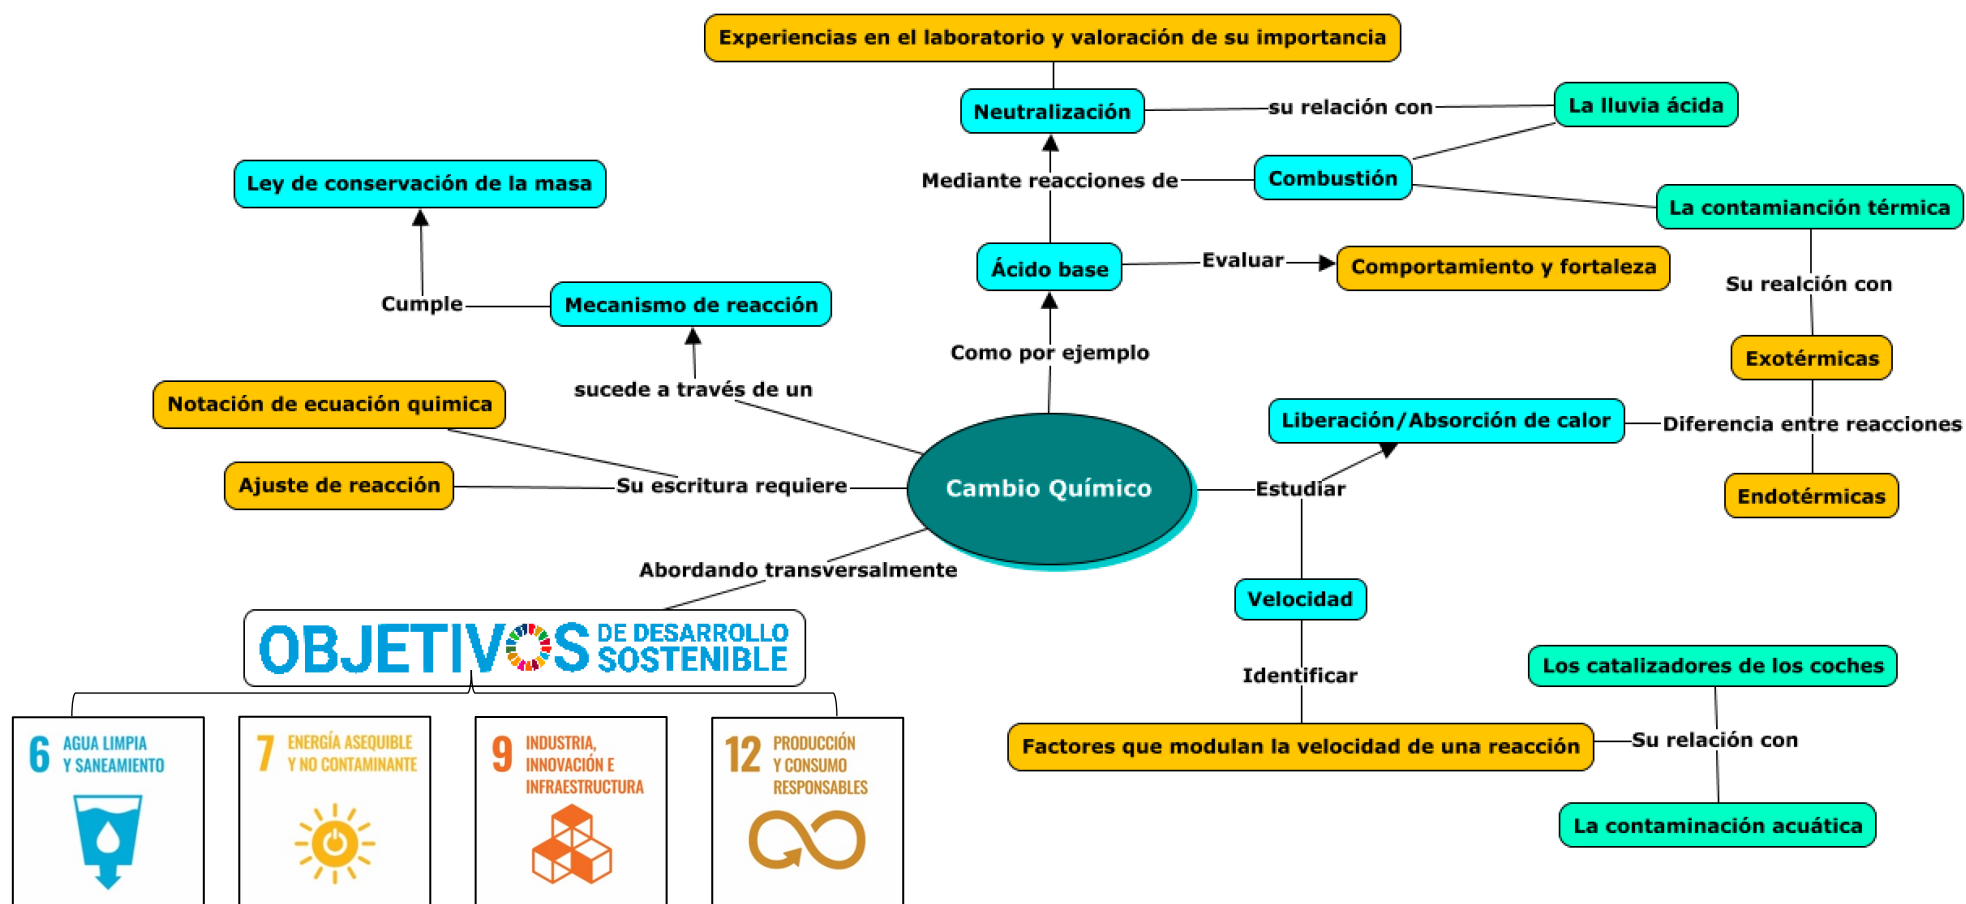 Experiencias en el laboratorio y valoración de su importancia
Neutralización
su relación con
La lluvia ácida
Mediante reacciones de
Combustión
La contamianción térmica
Ley de conservación de la masa
Ácido base
Evaluar
Comportamiento y fortaleza
Su realción con
Cumple
Mecanismo de reacción
Como por ejemplo
Exotérmicas
sucede a través de un
Notación de ecuación quimica
Liberación/Absorción de calor
Diferencia entre reacciones
Ajuste de reacción
Su escritura requiere
Cambio Químico
Estudiar
Endotérmicas
Abordando transversalmente
Velocidad
OBJETIVOS DE DESARROLLO
SOSTENIBLE
Identificar
Los catalizadores de los coches
Factores que modulan la velocidad de una reacción
Su relación con
La contaminación acuática
6 AGUA LIMPIA
Y SANEAMIENTO
7 ENERGÍA ASEQUIBLE
Y NO CONTAMINANTE
9 INDUSTRIA,
INNOVACIÓN E
INFRAESTRUCTURA
12 PRODUCCIÓN
Y CONSUMO
RESPONSABLES